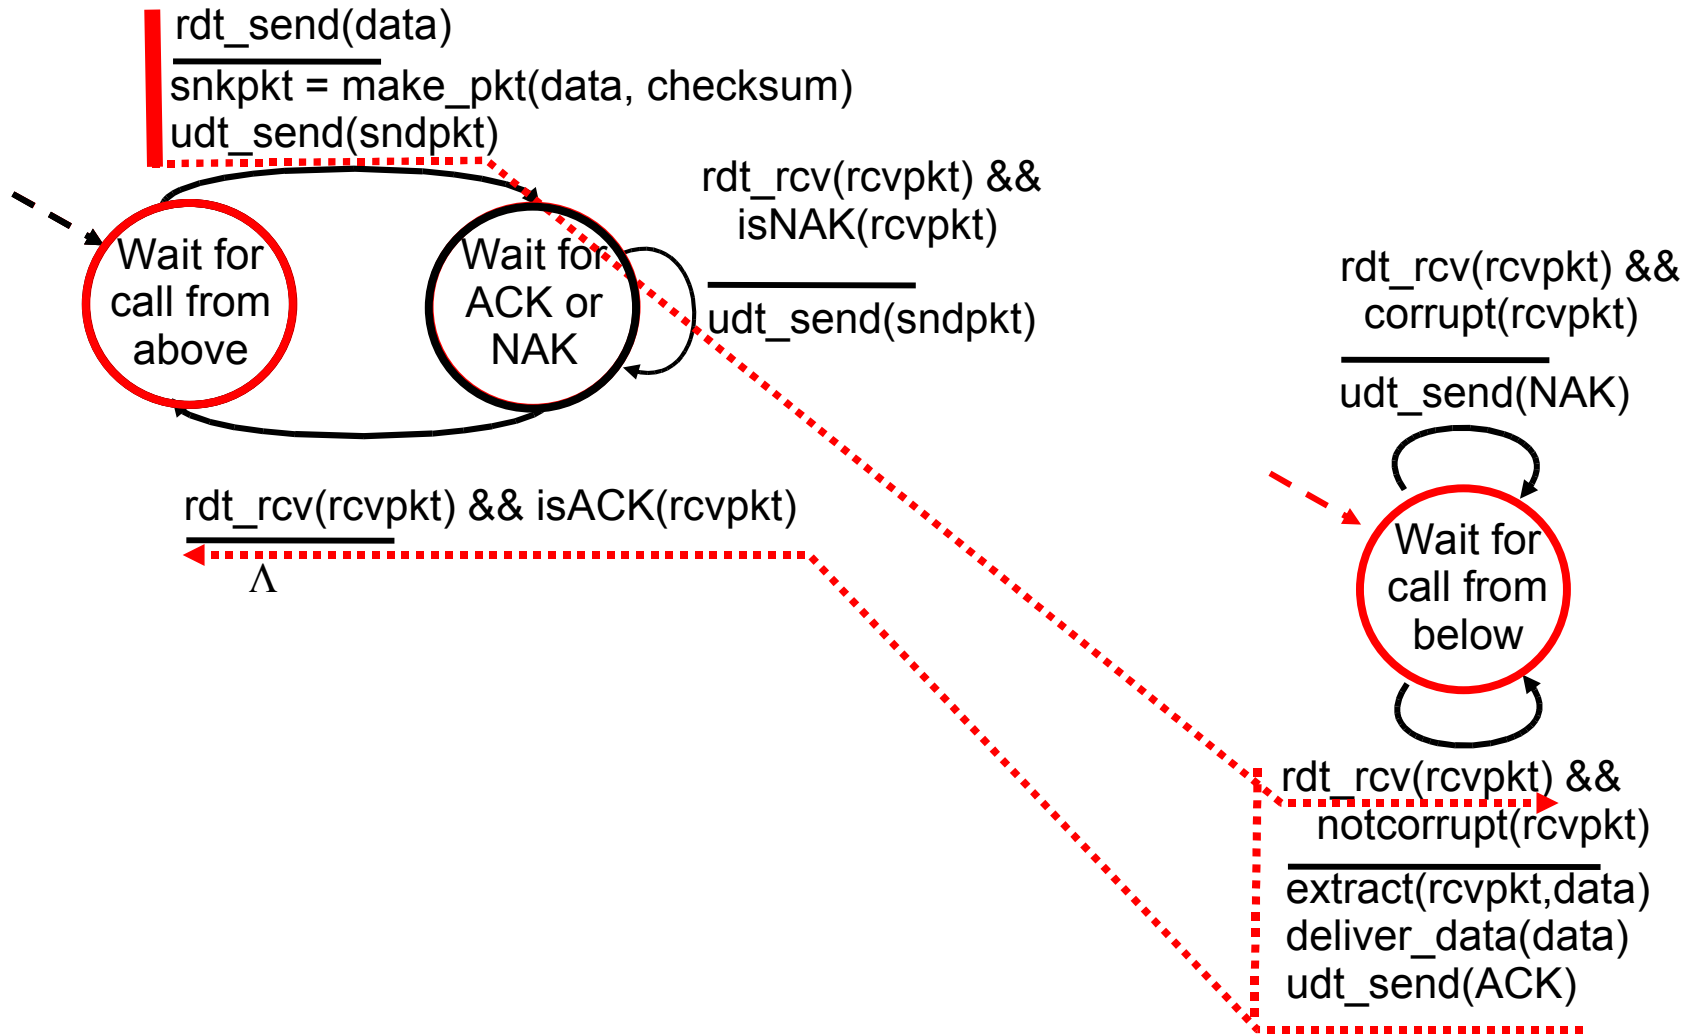 rdt_send(data)
snkpkt = make_pkt(data, checksum)
udt_send(sndpkt)
rdt_rcv(rcvpkt) &&
isNAK(rcvpkt)
udt_send(sndpkt)
Wait for
call from
above
Wait for
ACK or
NAK
rdt_rcv(rcvpkt) && isACK(rcvpkt)
Λ
rdt_rcv(rcvpkt) &&
corrupt(rcvpkt)
udt_send(NAK)
Wait for
call from
below
rdt_rcv(rcvpkt) &&
notcorrupt(rcvpkt)
extract(rcvpkt,data)
deliver_data(data)
udt_send(ACK)